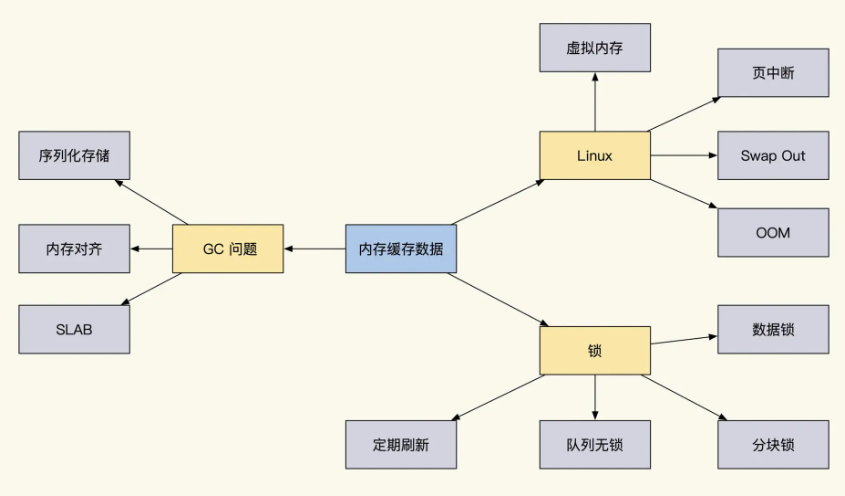 虚拟内存
页中断
序列化存储
Linux
Swap Out
内存对齐
GC 问题
内存缓存数据
OOM
SLAB
数据锁
锁
定期刷新
队列无锁
分块锁